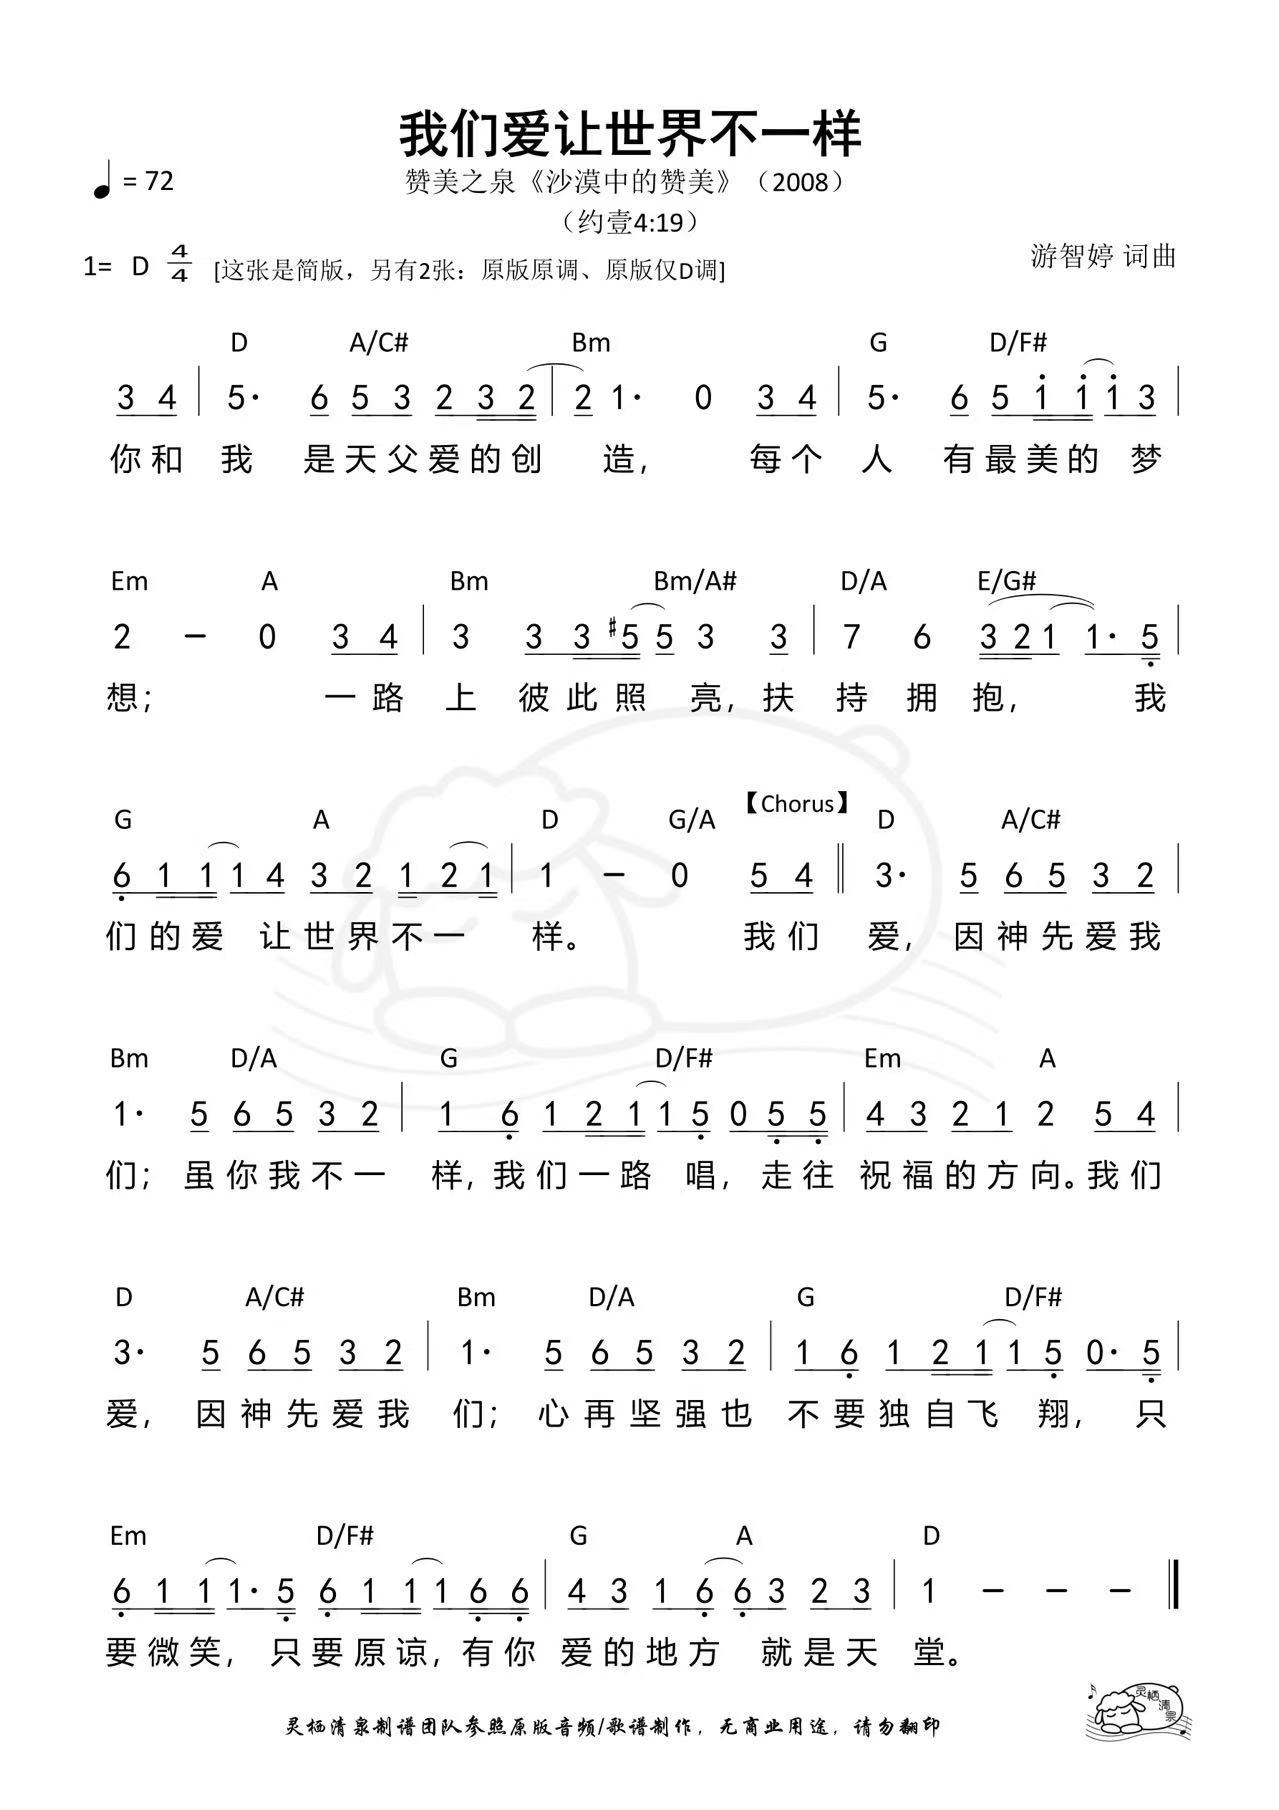 我们爱让世界不一样
♩ = 72
赞美之泉《沙漠中的赞美》（2008）
（约壹4:19）
1= D 4/4 [这张是简版，另有2张：原版原调、原版仅D调]
游智婷 词曲
D A/C# Bm G D/F#
3 4 | 5· 6 5 3 2 3 2 | 2 1· 0 3 4 | 5· 6 5 i i i 3 |
你和 我 是天父爱的创 造， 每个 人 有最美的 梦
Em A Bm Bm/A# D/A E/G#
2 – 0 3 4 | 3 3 3 #5 5 3 3 | 7 6 3 2 1 1· 5̣ |
想； 一路 上 彼此照 亮，扶 持 拥 抱， 我
G A D G/A 【Chorus】 D A/C#
6̣ 1 1 1 4 3 2 1 2 1 | 1 – 0 5 4 ‖ 3· 5 6 5 3 2 |
们的爱 让世界不一 样。 我们 爱，因神先爱我
Bm D/A G D/F# Em A
1· 5 6 5 3 2 | 1 6̣ 1 2 1 1 5̣ 0 5̣ 5̣ | 4 3 2 1 2 5 4 |
们；虽你我不一 样，我们一路 唱，走往 祝福的方向。我们
D A/C# Bm D/A G D/F#
3· 5 6 5 3 2 | 1· 5 6 5 3 2 | 1 6̣ 1 2 1 1 5̣ 0· 5̣ |
爱，因神先爱我 们；心再坚强也 不要独自飞 翔，只
Em D/F# G A D
6̣ 1 1 1· 5̣ 6̣ 1 1 1 6̣ 6̣ | 4 3 1 6̣ 6̣ 3 2 3 | 1 – – – ‖
要微笑，只要原谅，有你 爱的地方 就是天 堂。
灵栖清泉制谱团队参照原版音频/歌谱制作，无商业用途，请勿翻印
灵栖清泉